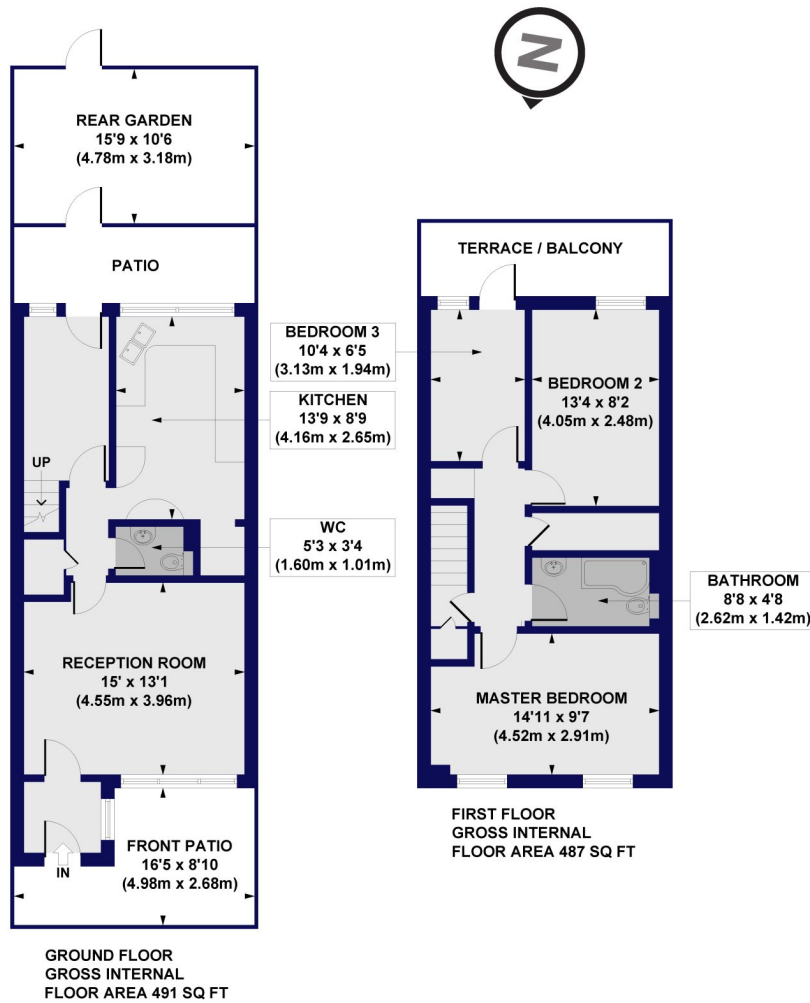 N
REAR GARDEN
15'9 x 10'6
(4.78m x 3.18m)
PATIO
UP
BEDROOM 3
10'4 x 6'5
(3.13m x 1.94m)
KITCHEN
13'9 x 8'9
(4.16m x 2.65m)
WC
5'3 x 3'4
(1.60m x 1.01m)
RECEPTION ROOM
15' x 13'1
(4.55m x 3.96m)
IN
FRONT PATIO
16'5 x 8'10
(4.98m x 2.68m)
GROUND FLOOR
GROSS INTERNAL
FLOOR AREA 491 SQ FT
TERRACE / BALCONY
BEDROOM 2
13'4 x 8'2
(4.05m x 2.48m)
BATHROOM
8'8 x 4'8
(2.62m x 1.42m)
MASTER BEDROOM
14'11 x 9'7
(4.52m x 2.91m)
FIRST FLOOR
GROSS INTERNAL
FLOOR AREA 487 SQ FT